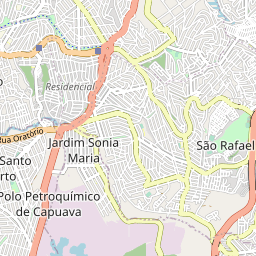 Residencial
Rua Oratório
Jardim Sonia
Maria
São Rafael
Santo
rto
Polo Petroquímico
de Capuava